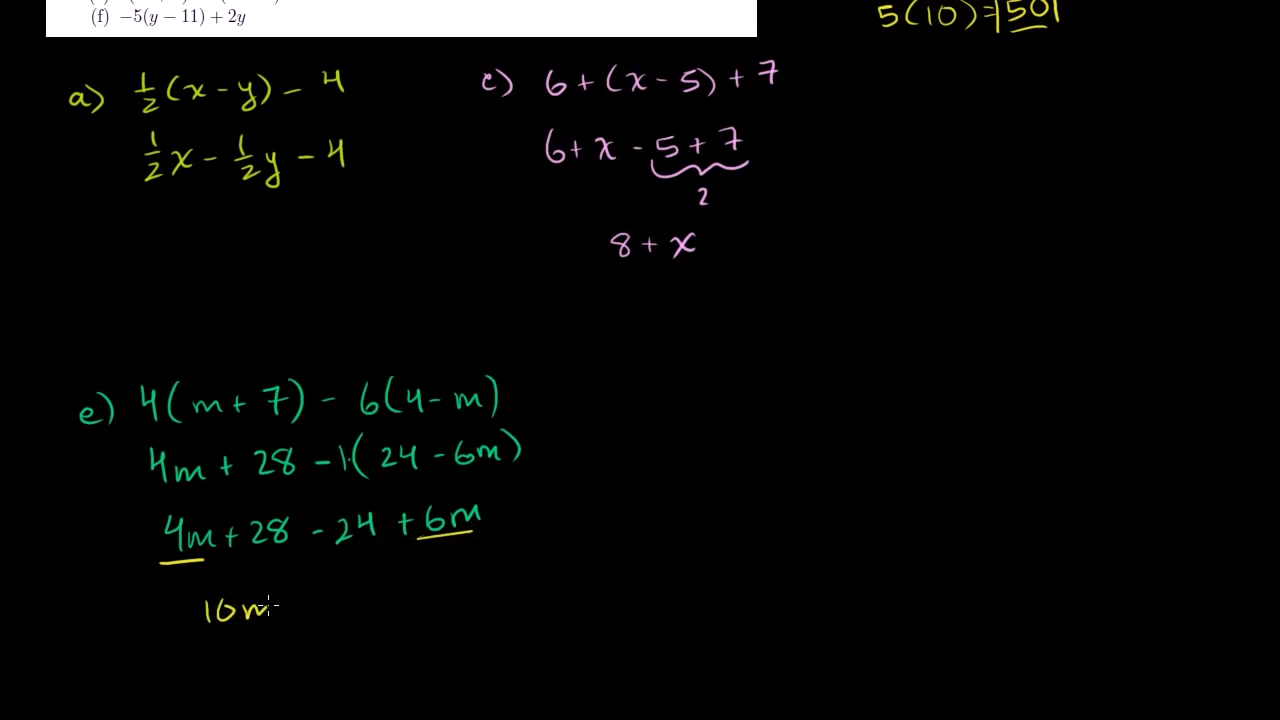 (f) −5(y − 11) + 2y
5(10) = 50
a) 1/2(x - y) - 4
1/2x - 1/2y - 4
c) 6 + (x - 5) + 7
6 + x - 5 + 7
2
8 + x
e) 4(m + 7) - 6(4 - m)
4m + 28 - 1·(24 - 6m)
4m + 28 - 24 + 6m
10m